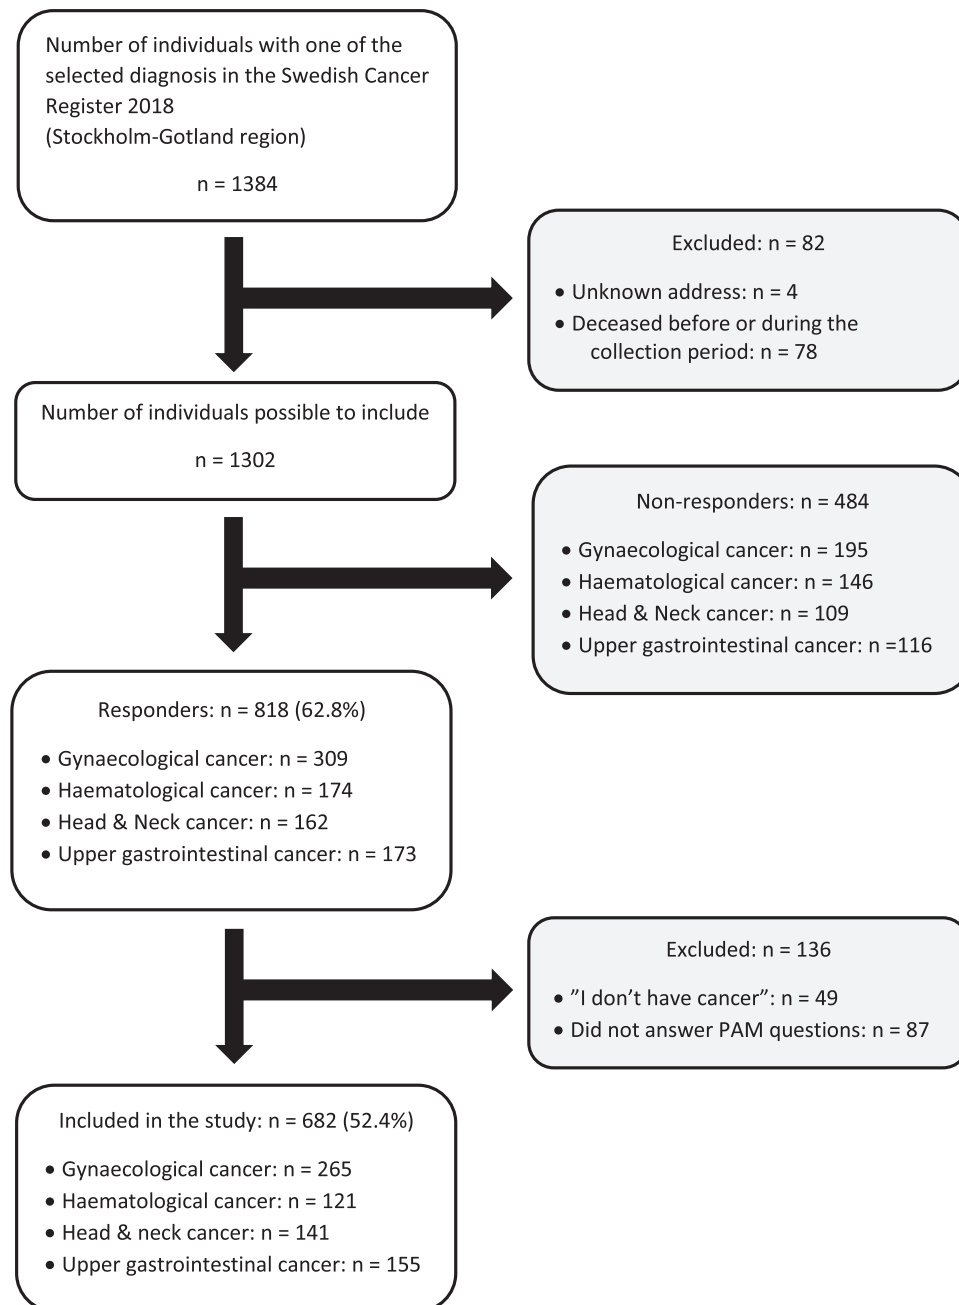 Number of individuals with one of the
selected diagnosis in the Swedish Cancer
Register 2018
(Stockholm-Gotland region)
n = 1384
Excluded: n = 82
• Unknown address: n = 4
• Deceased before or during the
collection period: n = 78
Number of individuals possible to include
n = 1302
Non-responders: n = 484
• Gynaecological cancer: n = 195
• Haematological cancer: n = 146
• Head & Neck cancer: n = 109
• Upper gastrointestinal cancer: n =116
Responders: n = 818 (62.8%)
• Gynaecological cancer: n = 309
• Haematological cancer: n = 174
• Head & Neck cancer: n = 162
• Upper gastrointestinal cancer: n = 173
Excluded: n = 136
• ”I don’t have cancer”: n = 49
• Did not answer PAM questions: n = 87
Included in the study: n = 682 (52.4%)
• Gynaecological cancer: n = 265
• Haematological cancer: n = 121
• Head & neck cancer: n = 141
• Upper gastrointestinal cancer: n = 155